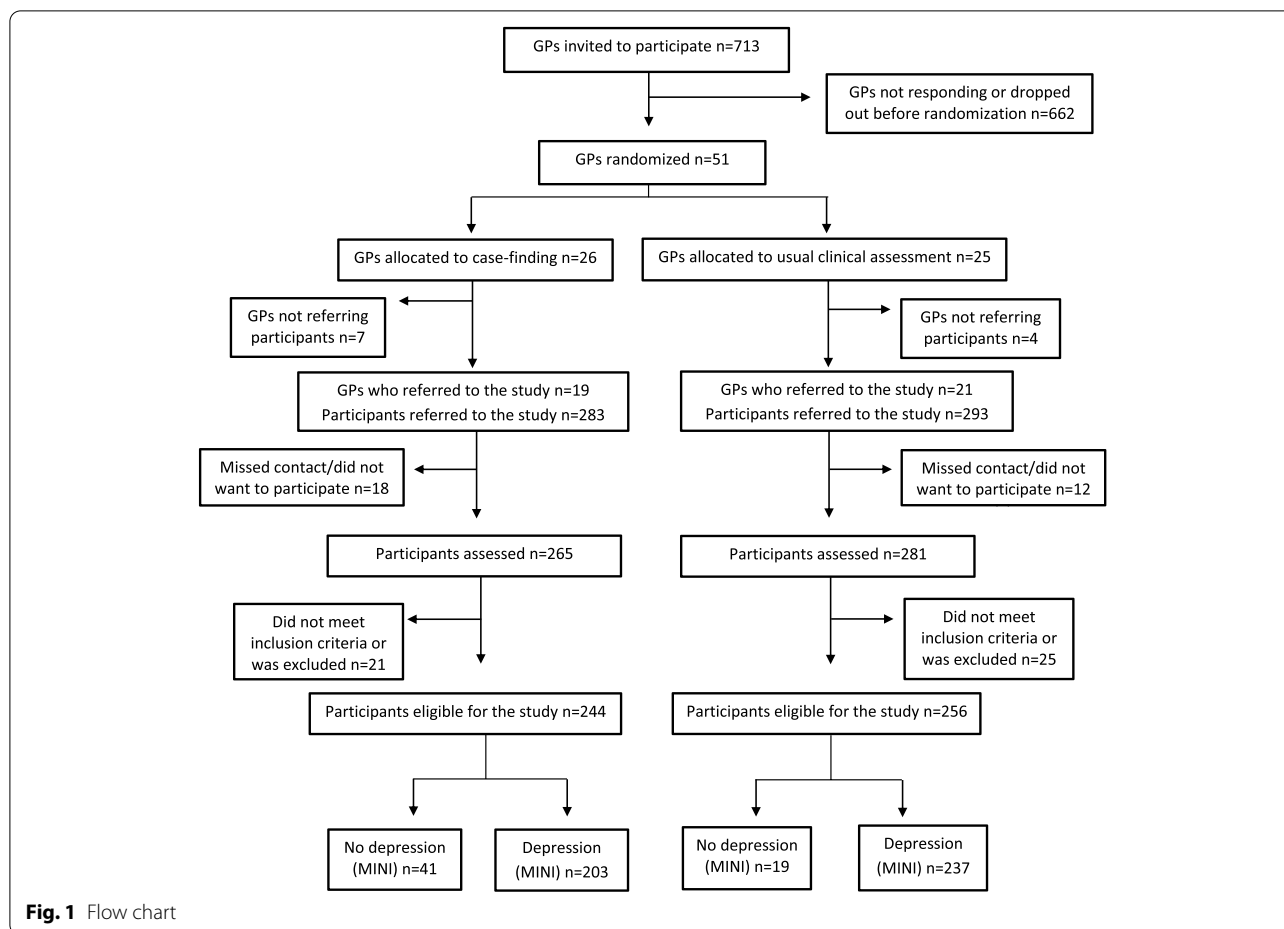 GPs invited to participate n=713
GPs not responding or dropped
out before randomization n=662
GPs randomized n=51
GPs allocated to case-finding n=26
GPs allocated to usual clinical assessment n=25
GPs not referring
participants n=7
GPs not referring
participants n=4
GPs who referred to the study n=19
Participants referred to the study n=283
GPs who referred to the study n=21
Participants referred to the study n=293
Missed contact/did not
want to participate n=18
Missed contact/did not
want to participate n=12
Participants assessed n=265
Participants assessed n=281
Did not meet
inclusion criteria or
was excluded n=21
Did not meet
inclusion criteria or
was excluded n=25
Participants eligible for the study n=244
Participants eligible for the study n=256
No depression
(MINI) n=41
Depression
(MINI) n=203
No depression
(MINI) n=19
Depression
(MINI) n=237
Fig. 1 Flow chart